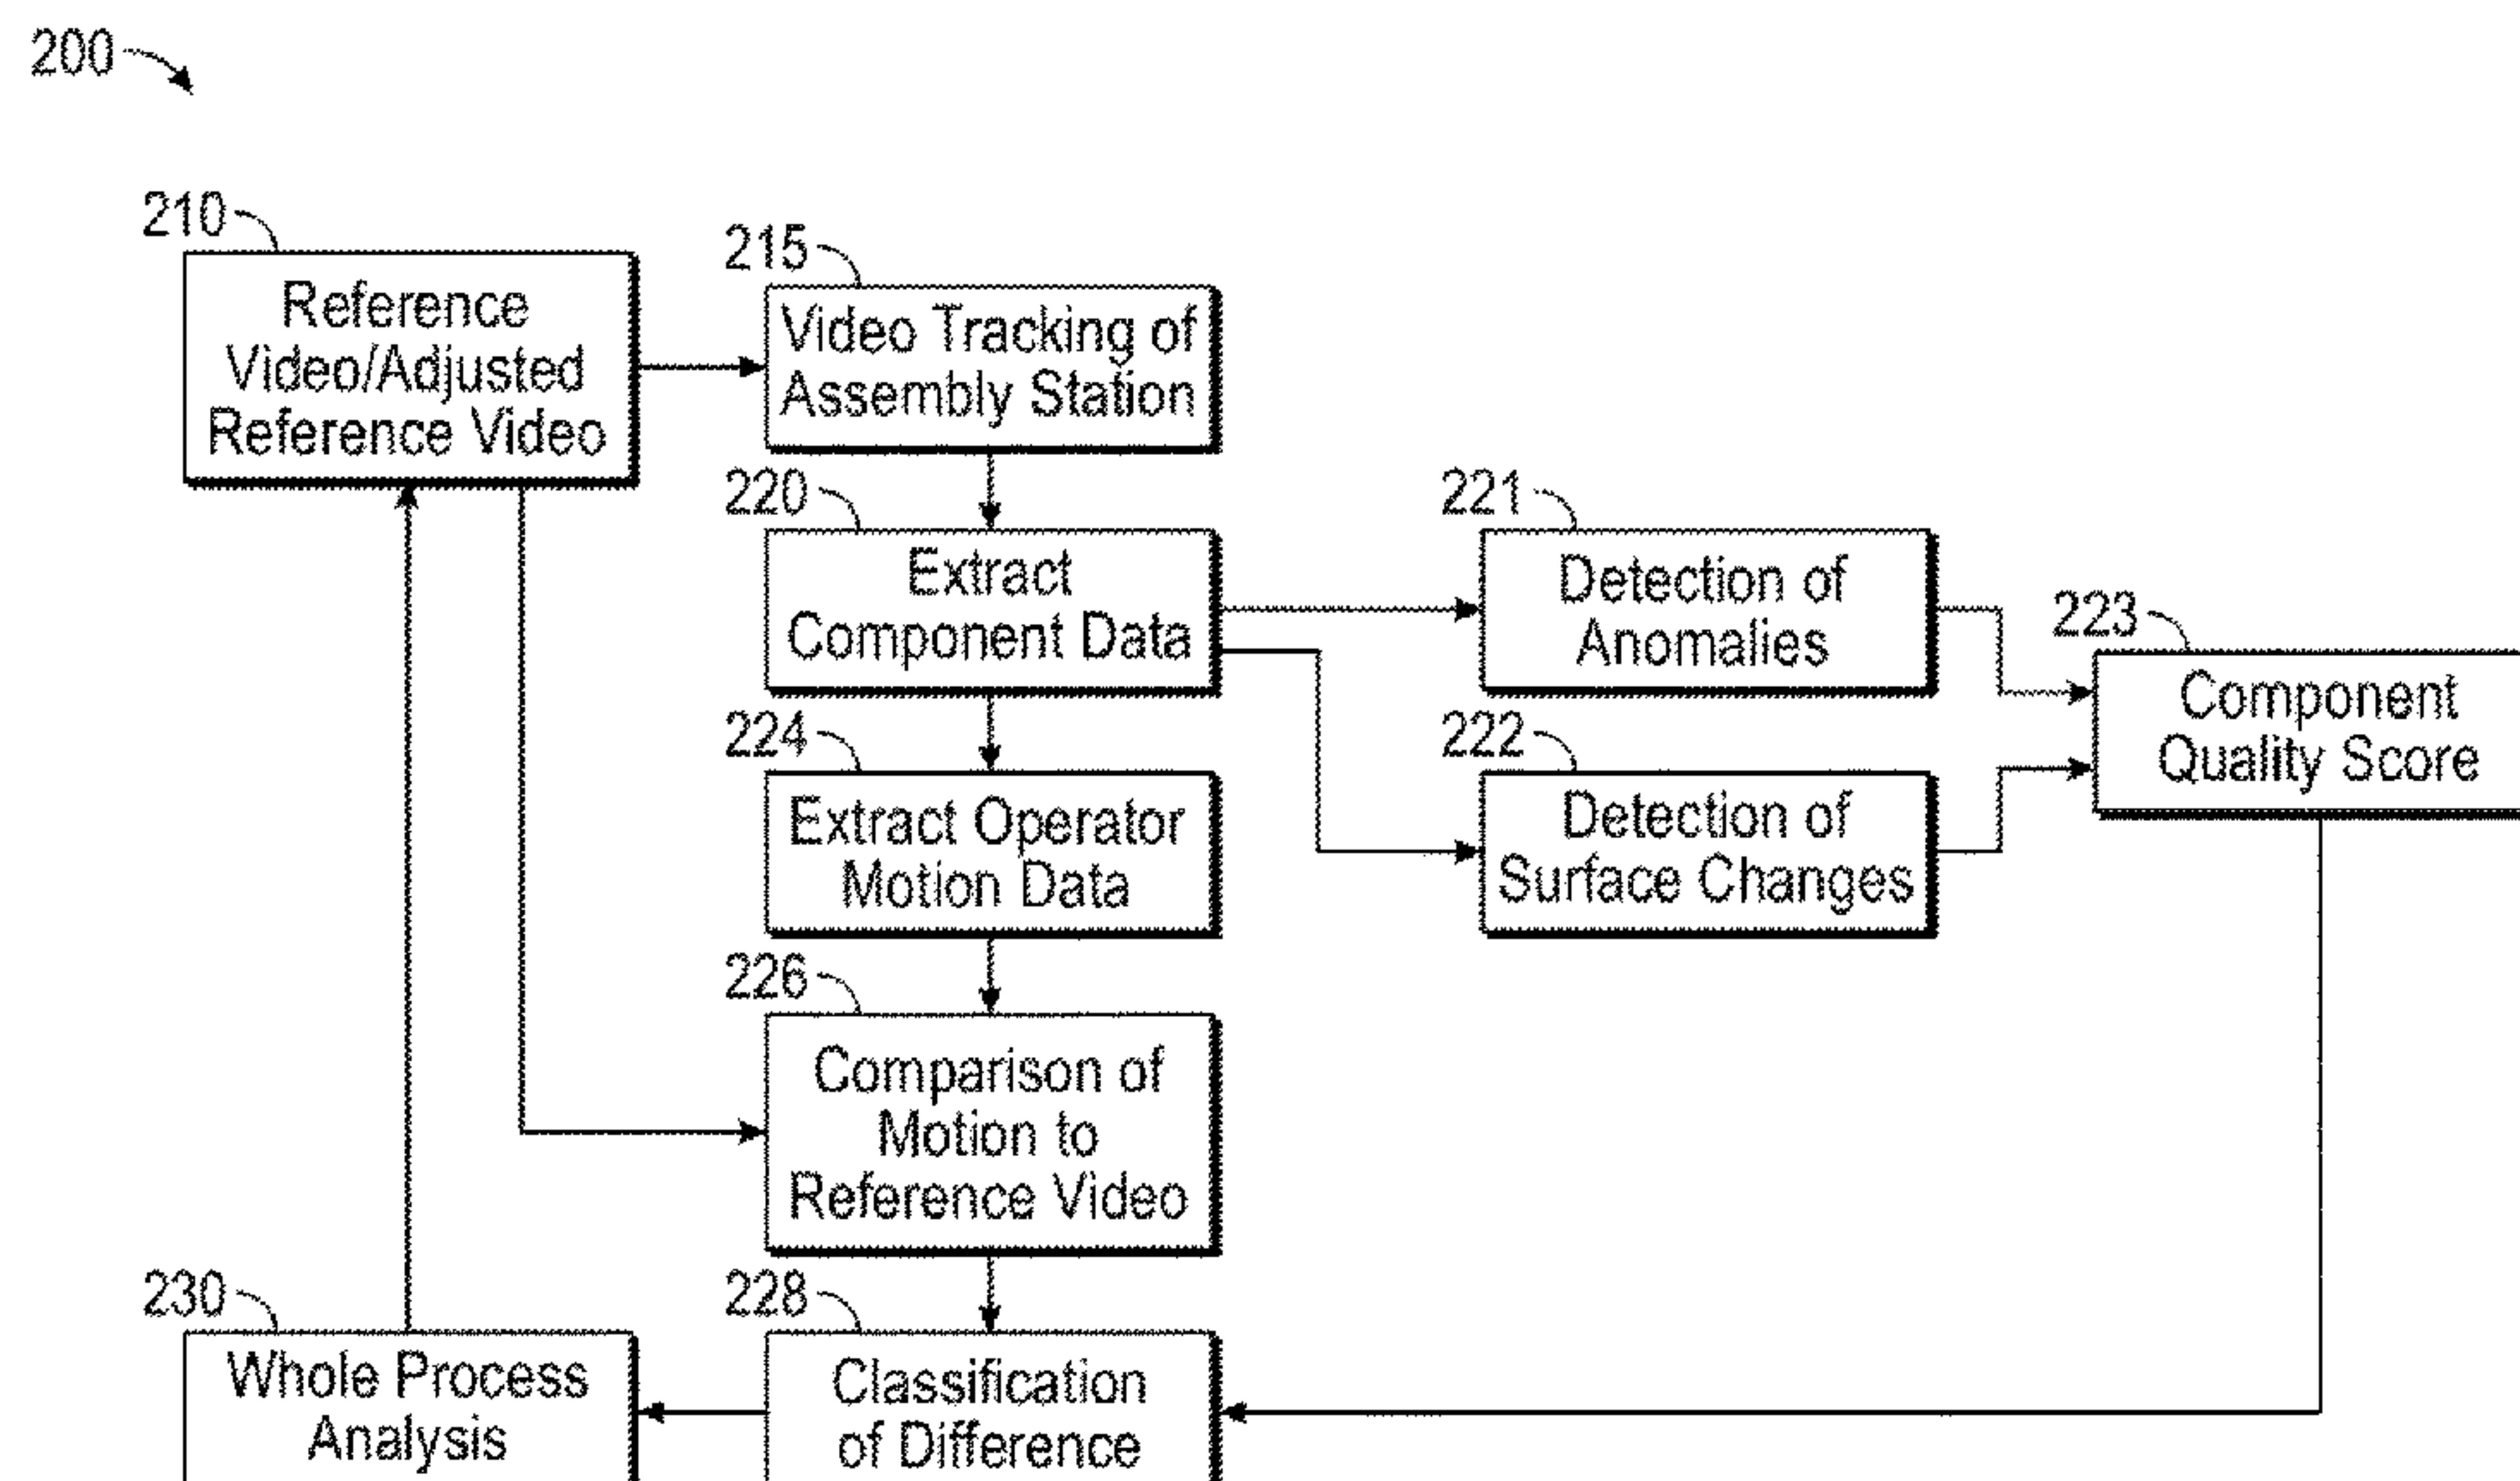 200
210
Reference
Video/Adjusted
Reference Video
215
Video Tracking of
Assembly Station
220
Extract
Component Data
221
Detection of
Anomalies
222
Detection of
Surface Changes
223
Component
Quality Score
224
Extract Operator
Motion Data
226
Comparison of
Motion to
Reference Video
228
Classification
of Difference
230
Whole Process
Analysis